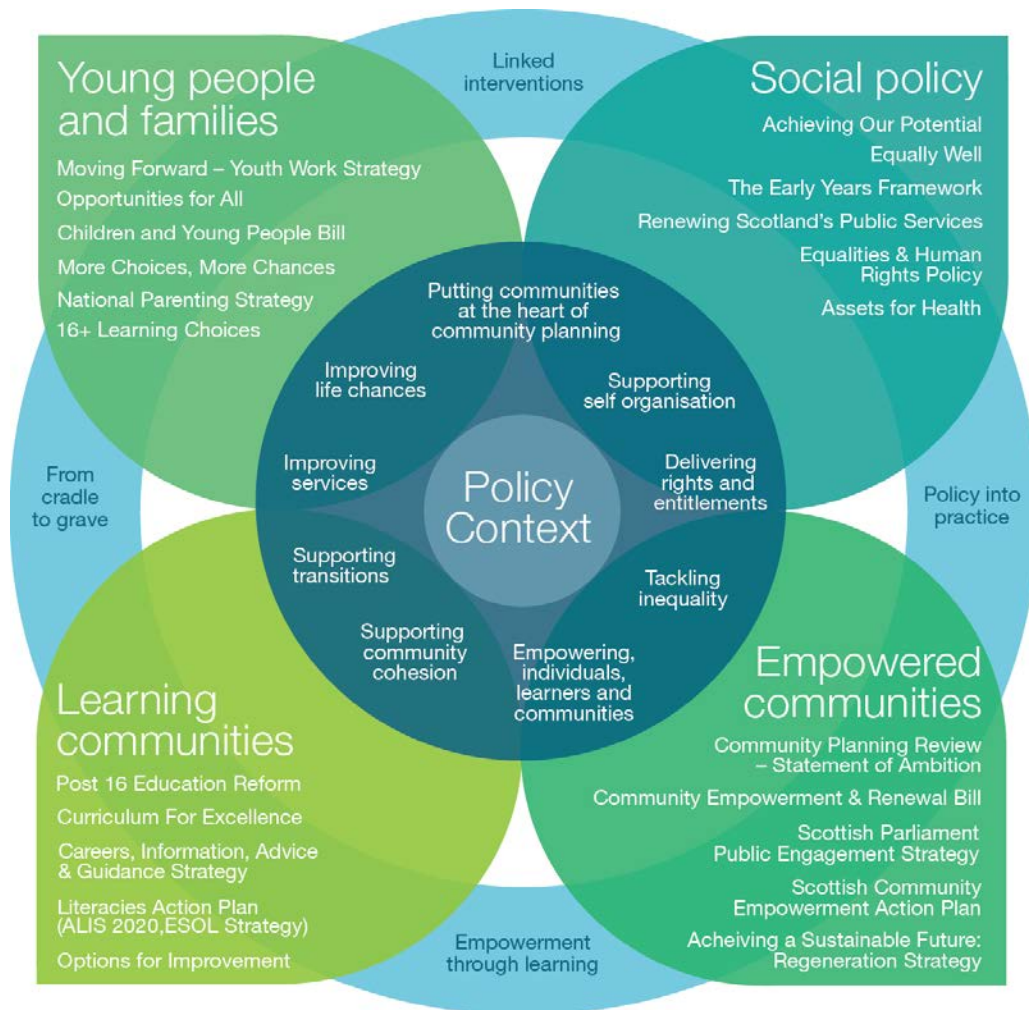 Linked
interventions
Young people
and families
Moving Forward – Youth Work Strategy
Opportunities for All
Children and Young People Bill
More Choices, More Chances
National Parenting Strategy
16+ Learning Choices
Social policy
Achieving Our Potential
Equally Well
The Early Years Framework
Renewing Scotland's Public Services
Equalities & Human
Rights Policy
Assets for Health
Putting communities
at the heart of
community planning
Improving
life chances
Supporting
self organisation
From
cradle
to grave
Improving
services
Policy
Context
Delivering
rights and
entitlements
Policy into
practice
Supporting
transitions
Tackling
inequality
Supporting
community
cohesion
Empowering,
individuals,
learners and
communities
Learning
communities
Post 16 Education Reform
Curriculum For Excellence
Careers, Information, Advice
& Guidance Strategy
Literacies Action Plan
(ALIS 2020,ESOL Strategy)
Options for Improvement
Empowered
communities
Community Planning Review
– Statement of Ambition
Community Empowerment & Renewal Bill
Scottish Parliament
Public Engagement Strategy
Scottish Community
Empowerment Action Plan
Acheiving a Sustainable Future:
Regeneration Strategy
Empowerment
through learning